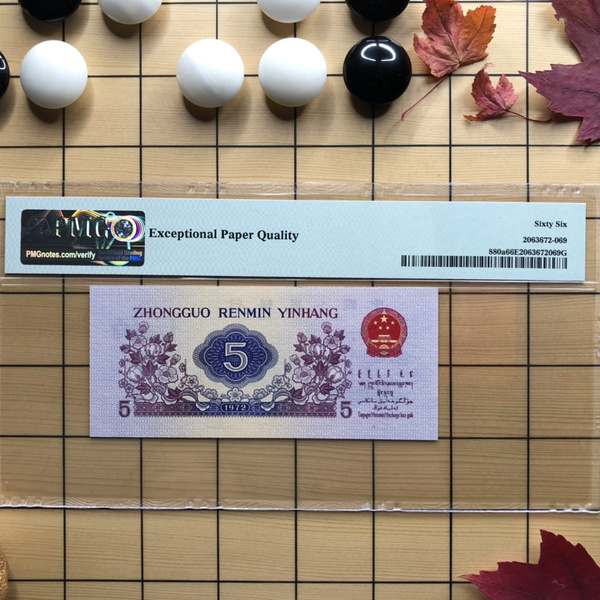 PMG
Exceptional Paper Quality
Sixty Six
2063672-069
PMGnotes.com/verify
880a66E2063672069G
ZHONGGUO RENMIN YINHANG
5
5
1972
5